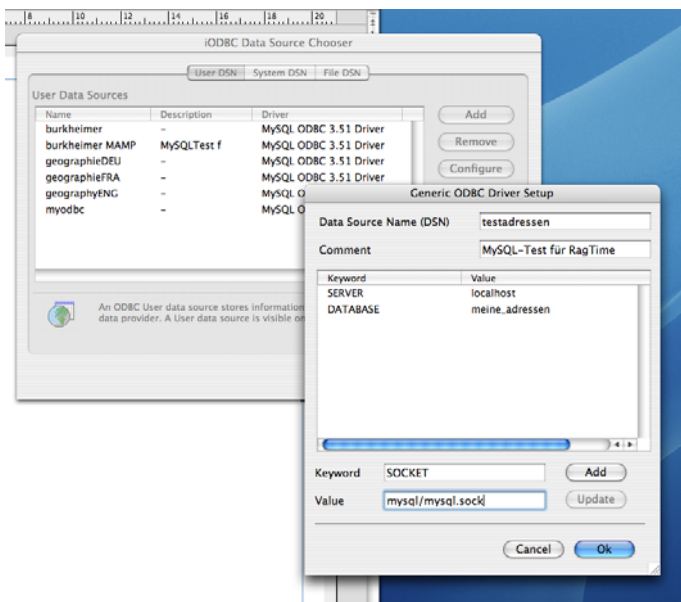 8 10 12 14 16 18 20
iODBC Data Source Chooser
User DSN System DSN File DSN
User Data Sources
Name Description Driver
burkheimer – MySQL ODBC 3.51 Driver
burkheimer MAMP MySQLTest f MySQL ODBC 3.51 Driver
geographieDEU – MySQL ODBC 3.51 Driver
geographieFRA – MySQL ODBC 3.51 Driver
geographyENG – MySQL O
myodbc – MySQL O
Add
Remove
Configure
An ODBC User data source stores information
data provider. A User data source is visible on
Generic ODBC Driver Setup
Data Source Name (DSN) testadressen
Comment MySQL-Test für RagTime
Keyword Value
SERVER localhost
DATABASE meine_adressen
Keyword SOCKET Add
Value mysql/mysql.sock Update
Cancel Ok